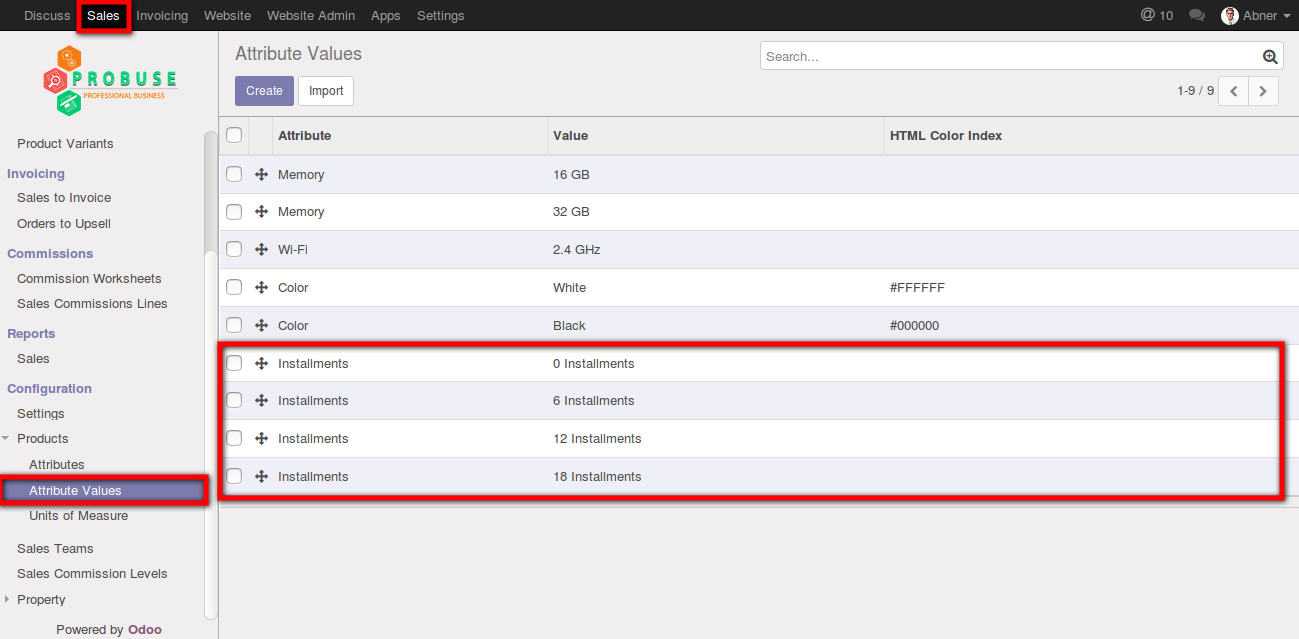 Discuss Sales Invoicing Website Website Admin Apps Settings @ 10 Abner
PROBUSE
PROFESSIONAL BUSINESS
Product Variants
Invoicing
Sales to Invoice
Orders to Upsell
Commissions
Commission Worksheets
Sales Commissions Lines
Reports
Sales
Configuration
Settings
Products
Attributes
Attribute Values
Units of Measure
Sales Teams
Sales Commission Levels
Property
Powered by Odoo
Attribute Values
Search...
Create Import
1-9 / 9
Attribute Value HTML Color Index
Memory 16 GB
Memory 32 GB
Wi-Fi 2.4 GHz
Color White #FFFFFF
Color Black #000000
Installments 0 Installments
Installments 6 Installments
Installments 12 Installments
Installments 18 Installments